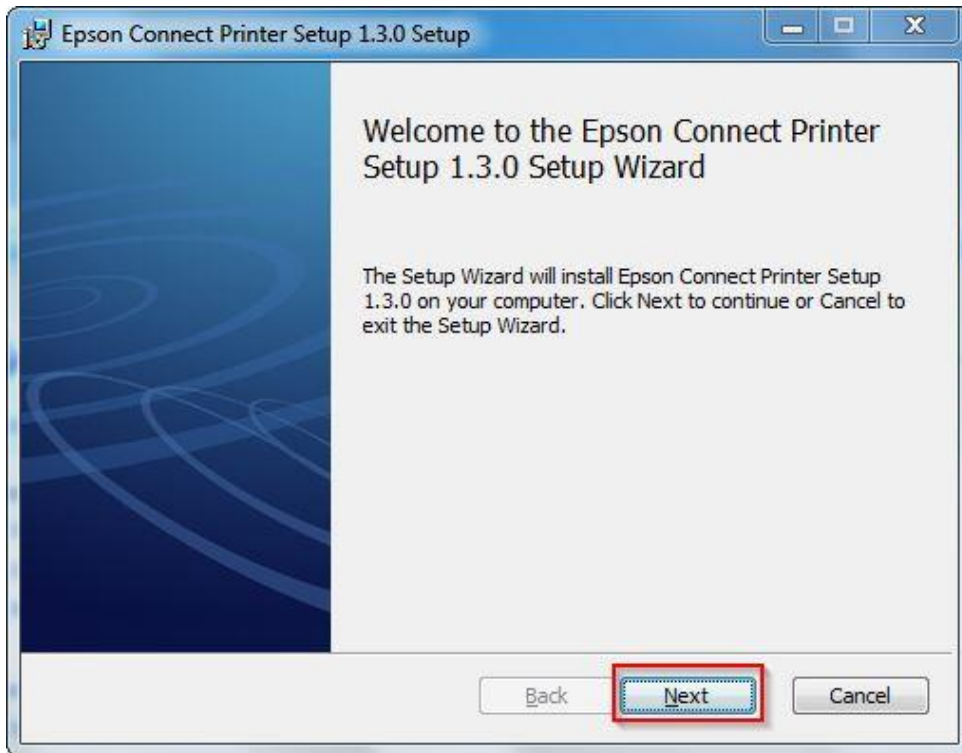 Epson Connect Printer Setup 1.3.0 Setup
Welcome to the Epson Connect Printer
Setup 1.3.0 Setup Wizard
The Setup Wizard will install Epson Connect Printer Setup
1.3.0 on your computer. Click Next to continue or Cancel to
exit the Setup Wizard.
Back Next Cancel